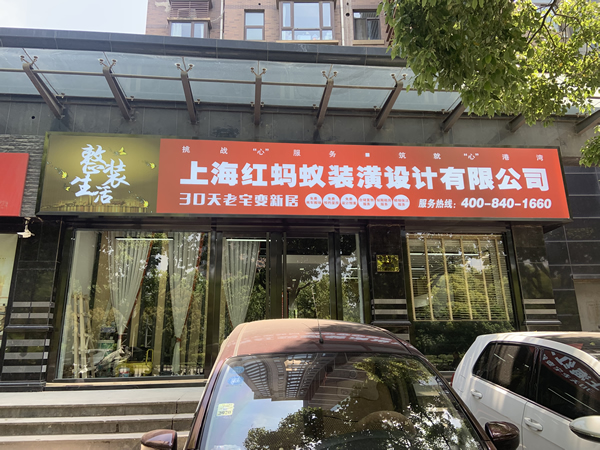 整装
生活
挑战 "心" 服务 筑就 "心" 港湾
上海红蚂蚁装潢设计有限公司
30天老宅变新居
服务热线：400-840-1660